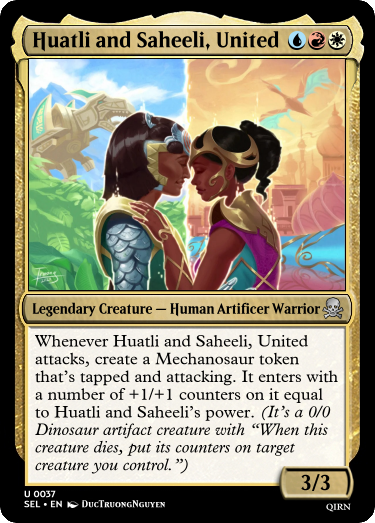 Huatli and Saheeli, United
Legendary Creature — Human Artificer Warrior
Whenever Huatli and Saheeli, United
attacks, create a Mechanosaur token
that's tapped and attacking. It enters with
a number of +1/+1 counters on it equal
to Huatli and Saheeli's power. (It's a 0/0
Dinosaur artifact creature with “When this
creature dies, put its counters on target
creature you control.”)
3/3
U 0037
SEL • EN DucTruongNguyen
QIRN